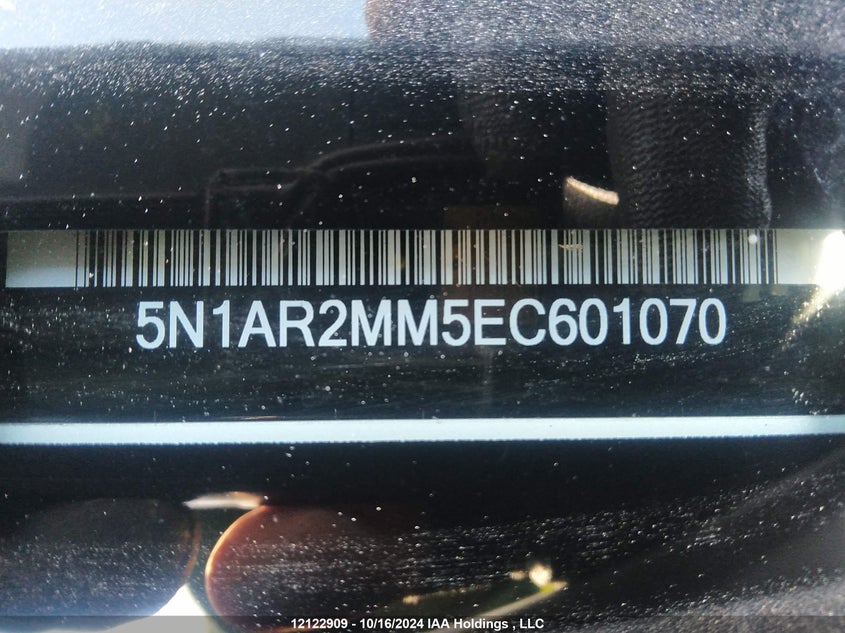 5N1AR2MM5EC601070
12122909 - 10/16/2024 IAA Holdings , LLC